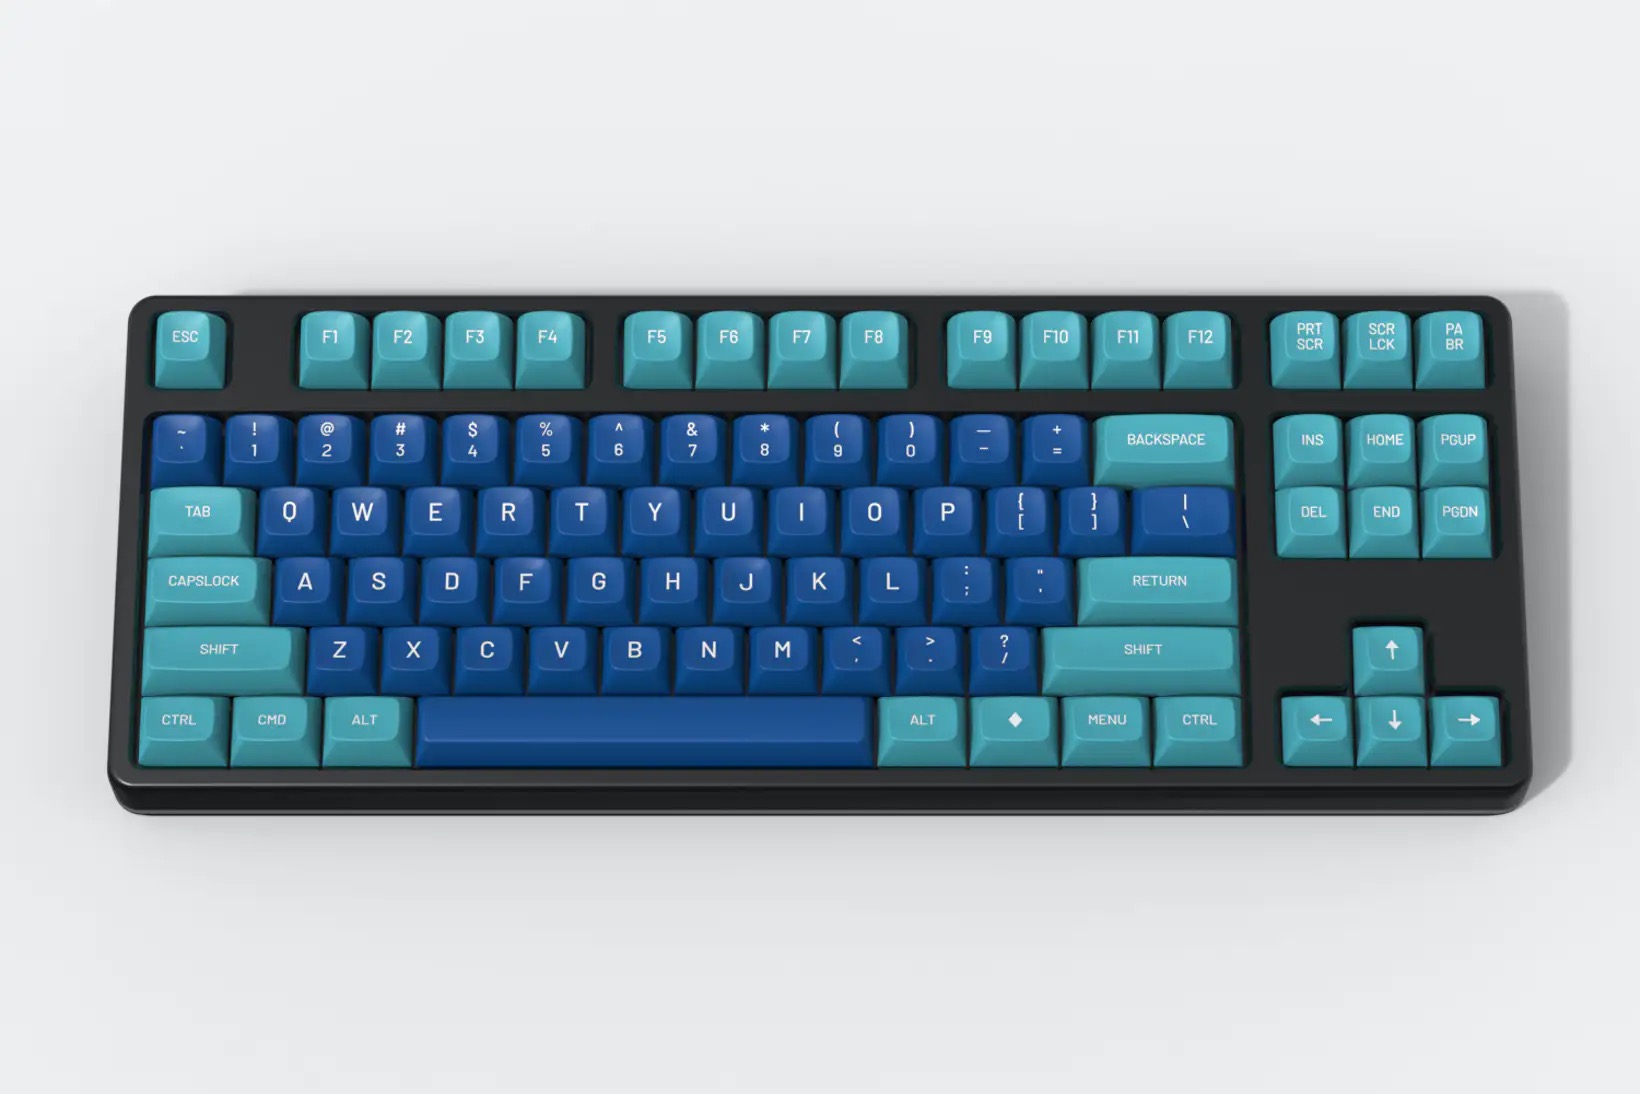 ESC F1 F2 F3 F4 F5 F6 F7 F8 F9 F10 F11 F12 PRT SCR SCR LCK PA BR
~ ! @ # $ % ^ & * ( ) — +
` 1 2 3 4 5 6 7 8 9 0 - = BACKSPACE INS HOME PGUP
TAB Q W E R T Y U I O P { [ } ] | \ DEL END PGDN
CAPSLOCK A S D F G H J K L : ; " ' RETURN
SHIFT Z X C V B N M < , > . ? / SHIFT ↑
CTRL CMD ALT ALT ◆ MENU CTRL ← ↓ →